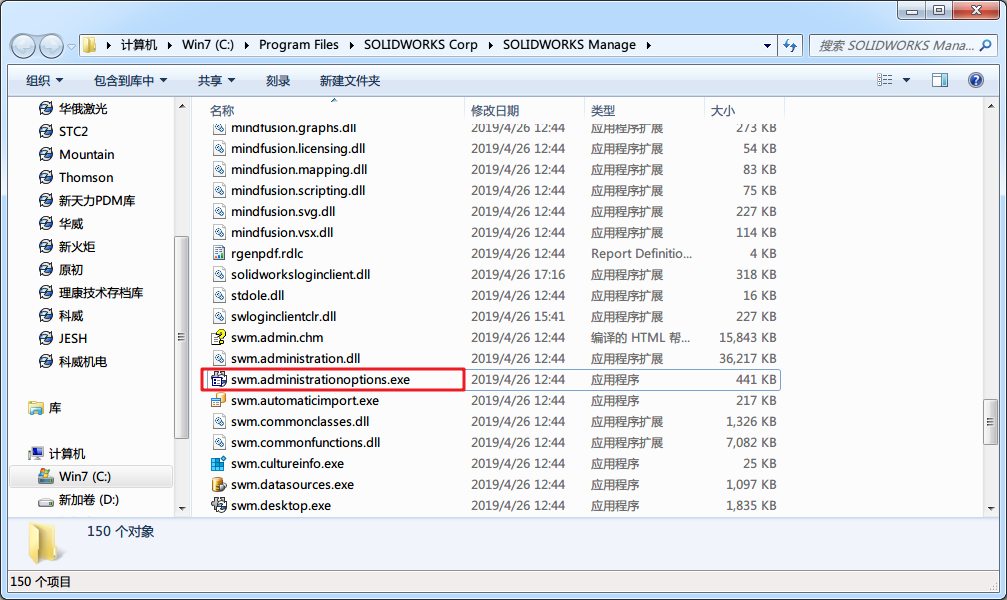 计算机 Win7 (C:) Program Files SOLIDWORKS Corp SOLIDWORKS Manage
搜索 SOLIDWORKS Mana...
组织 包含到库中 共享 刻录 新建文件夹
华俄激光
STC2
Mountain
Thomson
新天力PDM库
华威
新火炬
原初
理康技术存档库
科威
JESH
科威机电
库
计算机
Win7 (C:)
新加卷 (D:)
名称 修改日期 类型 大小
mindfusion.graphs.dll 2019/4/26 12:44 应用程序扩展 273 KB
mindfusion.licensing.dll 2019/4/26 12:44 应用程序扩展 54 KB
mindfusion.mapping.dll 2019/4/26 12:44 应用程序扩展 83 KB
mindfusion.scripting.dll 2019/4/26 12:44 应用程序扩展 75 KB
mindfusion.svg.dll 2019/4/26 12:44 应用程序扩展 227 KB
mindfusion.vsx.dll 2019/4/26 12:44 应用程序扩展 114 KB
rgenpdf.rdlc 2019/4/26 12:44 Report Definitio... 4 KB
solidworksloginclient.dll 2019/4/26 17:16 应用程序扩展 318 KB
stdole.dll 2019/4/26 12:44 应用程序扩展 16 KB
swloginclientclr.dll 2019/4/26 15:41 应用程序扩展 227 KB
swm.admin.chm 2019/4/26 12:44 编译的 HTML 帮... 15,843 KB
swm.administration.dll 2019/4/26 12:44 应用程序扩展 36,217 KB
swm.administrationoptions.exe 2019/4/26 12:44 应用程序 441 KB
swm.automaticimport.exe 2019/4/26 12:44 应用程序 217 KB
swm.commonclasses.dll 2019/4/26 12:44 应用程序扩展 1,326 KB
swm.commonfunctions.dll 2019/4/26 12:44 应用程序扩展 7,082 KB
swm.cultureinfo.exe 2019/4/26 12:44 应用程序 25 KB
swm.datasources.exe 2019/4/26 12:44 应用程序 1,097 KB
swm.desktop.exe 2019/4/26 12:44 应用程序 1,835 KB
150 个对象
150 个项目